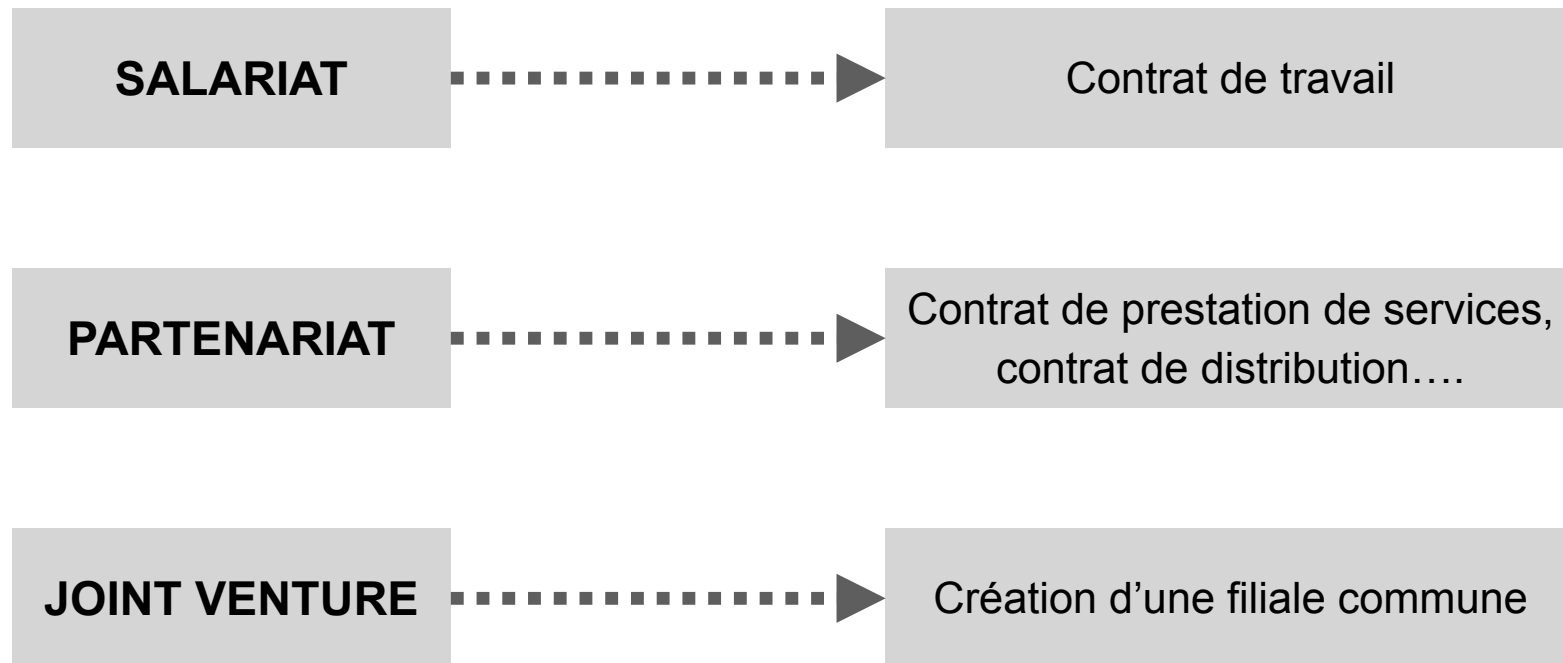 SALARIAT
Contrat de travail
PARTENARIAT
Contrat de prestation de services,
contrat de distribution….
JOINT VENTURE
Création d’une filiale commune